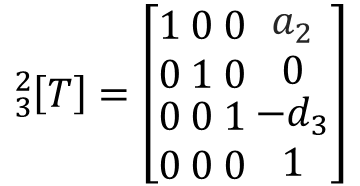 ²₃[T] = [1 0 0 a₂
0 1 0 0
0 0 1 −d₃
0 0 0 1]